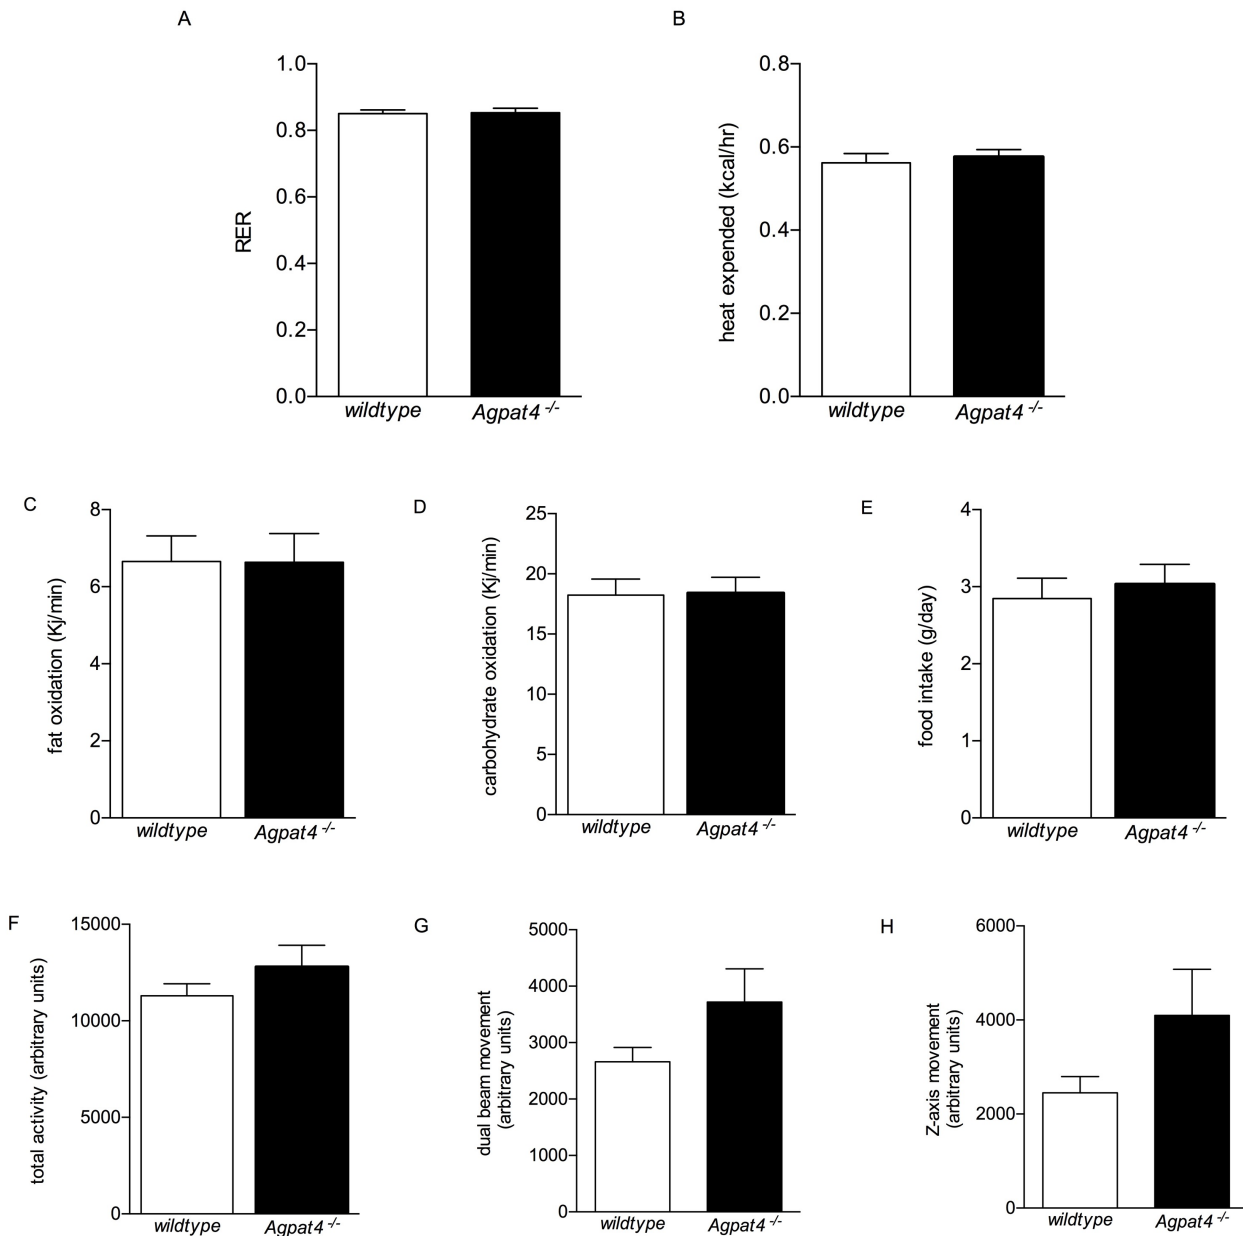 A
B
1.0
0.8
0.6
0.4
0.2
0.0
RER
wildtype
Agpat4 -/-
0.8
0.6
0.4
0.2
0.0
heat expended (kcal/hr)
wildtype
Agpat4 -/-
C
8
6
4
2
0
fat oxidation (Kj/min)
wildtype
Agpat4 -/-
D
25
20
15
10
5
0
carbohydrate oxidation (Kj/min)
wildtype
Agpat4 -/-
E
4
3
2
1
0
food intake (g/day)
wildtype
Agpat4 -/-
F
15000
10000
5000
0
total activity (arbitrary units)
wildtype
Agpat4 -/-
G
5000
4000
3000
2000
1000
0
dual beam movement
(arbitrary units)
wildtype
Agpat4 -/-
H
6000
4000
2000
0
Z-axis movement
(arbitrary units)
wildtype
Agpat4 -/-